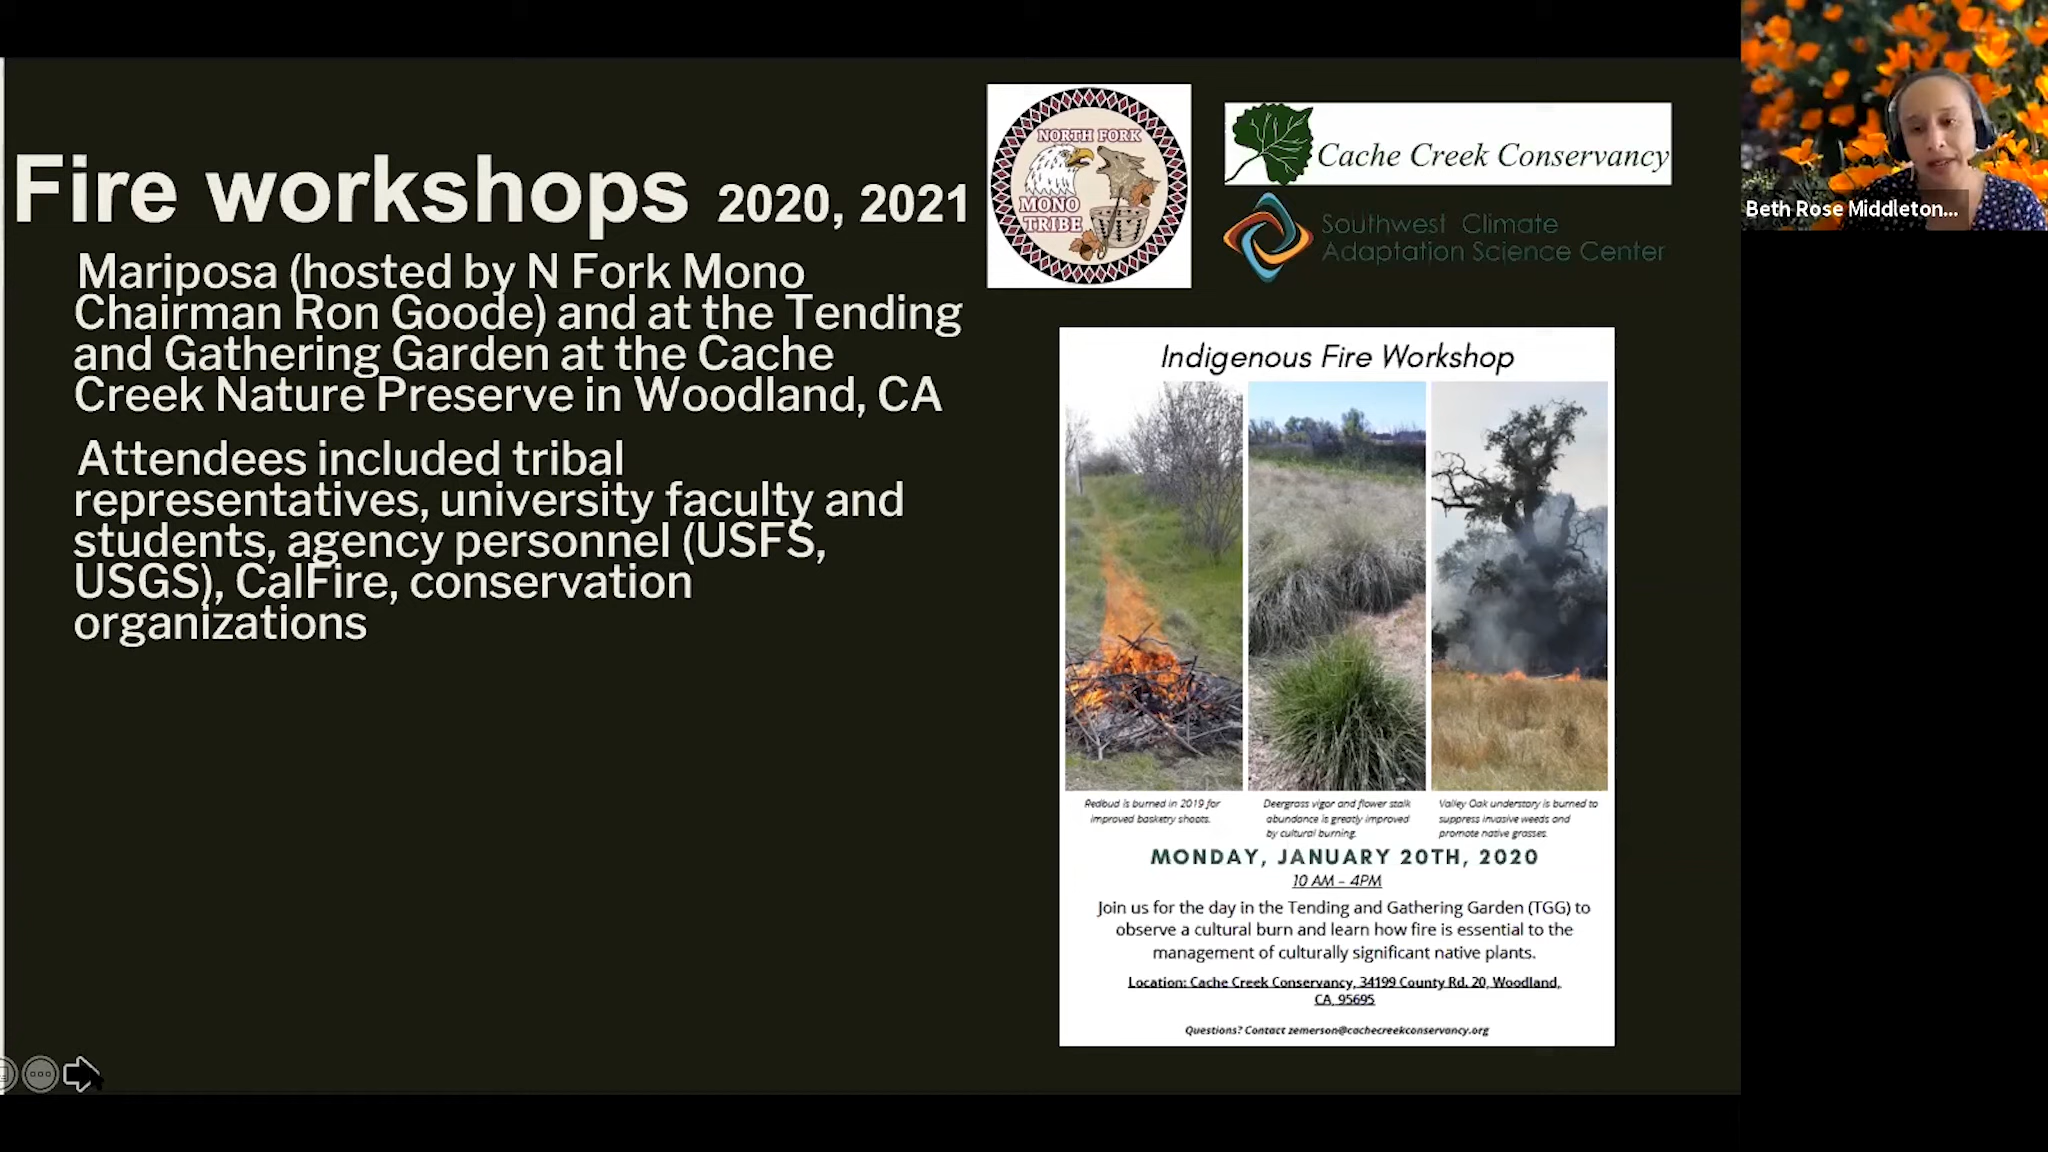 Fire workshops 2020, 2021
Mariposa (hosted by N Fork Mono
Chairman Ron Goode) and at the Tending
and Gathering Garden at the Cache
Creek Nature Preserve in Woodland, CA
Attendees included tribal
representatives, university faculty and
students, agency personnel (USFS,
USGS), CalFire, conservation
organizations
NORTH FORK
MONO
TRIBE
Cache Creek Conservancy
Southwest Climate
Adaptation Science Center
Beth Rose Middleton...
Indigenous Fire Workshop
Redbud is burned in 2019 for
improved basketry shoots.
Deergrass vigor and flower stalk
abundance is greatly improved
by cultural burning.
Valley Oak understory is burned to
suppress invasive weeds and
promote native grasses.
MONDAY, JANUARY 20TH, 2020
10 AM - 4PM
Join us for the day in the Tending and Gathering Garden (TGG) to
observe a cultural burn and learn how fire is essential to the
management of culturally significant native plants.
Location: Cache Creek Conservancy, 34199 County Rd. 20, Woodland,
CA, 95695
Questions? Contact zemerson@cachecreekconservancy.org